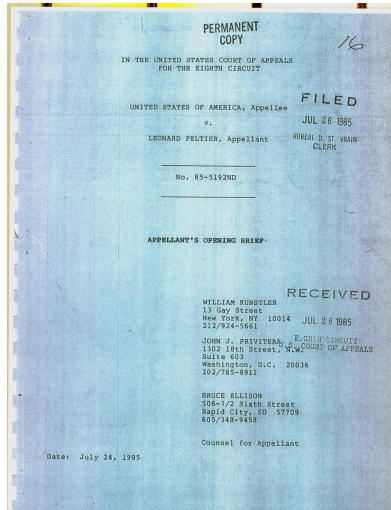 PERMANENT
COPY
16
IN THE UNITED STATES COURT OF APPEALS
FOR THE EIGHTH CIRCUIT
UNITED STATES OF AMERICA, Appellee
v.
LEONARD PELTIER, Appellant
FILED
JUL 26 1985
ROBERT D. ST. VRAIN
CLERK
No. 85-5192ND
APPELLANT'S OPENING BRIEF
RECEIVED
JUL 26 1985
EIGHTH CIRCUIT
U.S. COURT OF APPEALS
WILLIAM KUNSTLER
13 Gay Street
New York, NY 10014
212/924-5661
JOHN J. PRIVITERA
1302 18th Street, N.W.
Suite 603
Washington, D.C. 20036
202/785-8911
BRUCE ELLISON
506-1/2 Sixth Street
Rapid City, SD 57709
605/348-9458
Counsel for Appellant
Date: July 24, 1985